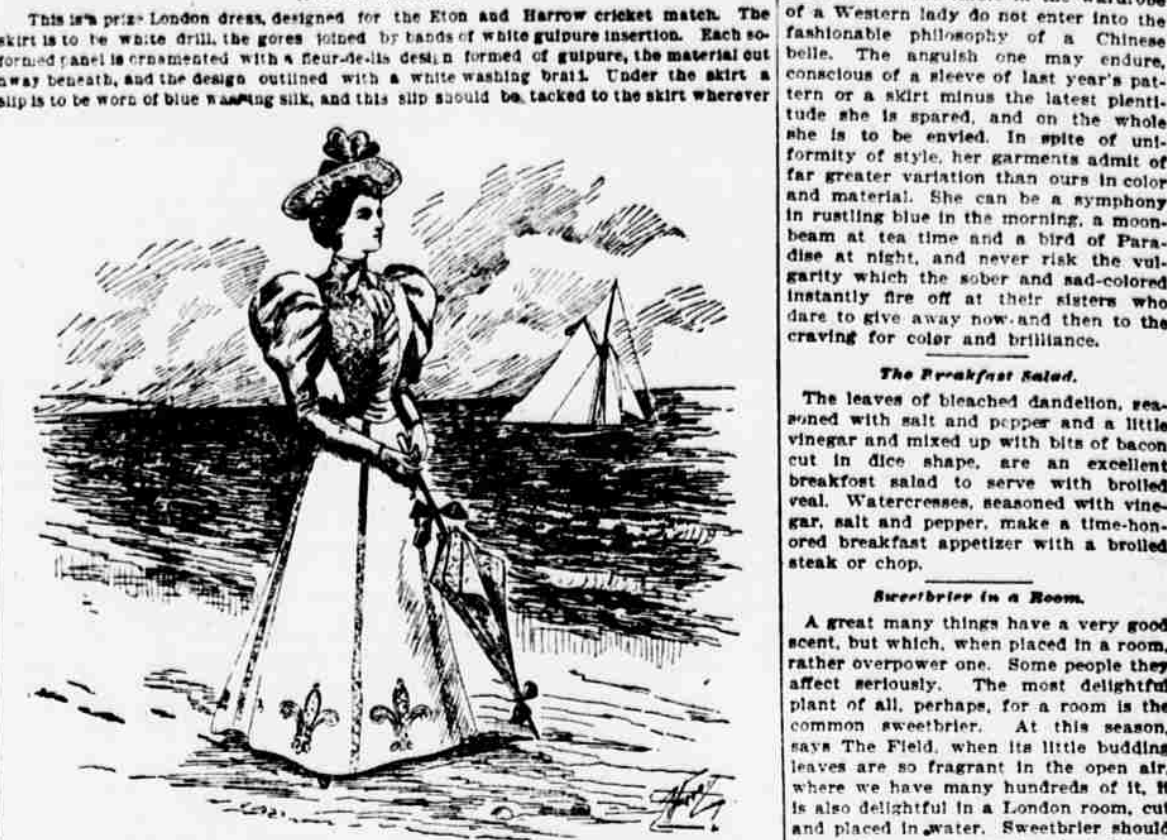 This is a prize London dress, designed for the Eton and Harrow cricket match. The
skirt is to be white drill, the gores joined by bands of white guipure insertion. Each so-
formed panel is ornamented with a fleur-de-lis design formed of guipure, the material cut
away beneath, and the design outlined with a white washing braid. Under the skirt a
slip is to be worn of blue washing silk, and this slip should be tacked to the skirt wherever
of a Western lady do not enter into the
fashionable philosophy of a Chinese
belle. The anguish one may endure,
conscious of a sleeve of last year's pat-
tern or a skirt minus the latest plenti-
tude she is spared, and on the whole
she is to be envied. In spite of uni-
formity of style, her garments admit of
far greater variation than ours in color
and material. She can be a symphony
in rustling blue in the morning, a moon-
beam at tea time and a bird of Para-
dise at night, and never risk the vul-
garity which the sober and sad-colored
instantly fire off at their sisters who
dare to give away now and then to the
craving for color and brilliance.
The Breakfast Salad.
The leaves of bleached dandelion, sea-
soned with salt and pepper and a little
vinegar and mixed up with bits of bacon
cut in dice shape, are an excellent
breakfost salad to serve with broiled
veal. Watercresses, seasoned with vine-
gar, salt and pepper, make a time-hon-
ored breakfast appetizer with a broiled
steak or chop.
Sweetbrier in a Room.
A great many things have a very good
scent, but which, when placed in a room,
rather overpower one. Some people they
affect seriously. The most delightful
plant of all, perhaps, for a room is the
common sweetbrier. At this season,
says The Field, when its little budding
leaves are so fragrant in the open air,
where we have many hundreds of it, it
is also delightful in a London room, cut
and placed in water. Sweetbrier should